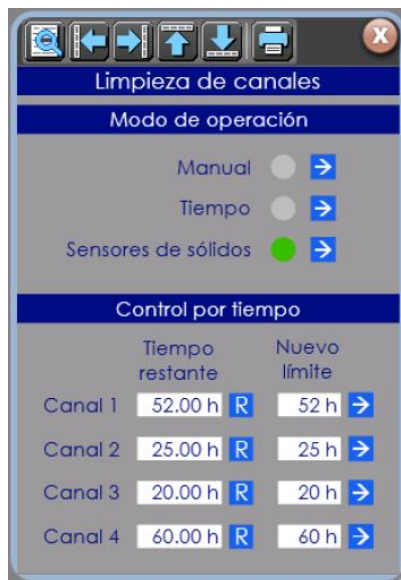 X
Limpieza de canales
Modo de operación
Manual
Tiempo
Sensores de sólidos
Control por tiempo
Tiempo restante Nuevo límite
Canal 1 52.00 h R 52 h
Canal 2 25.00 h R 25 h
Canal 3 20.00 h R 20 h
Canal 4 60.00 h R 60 h